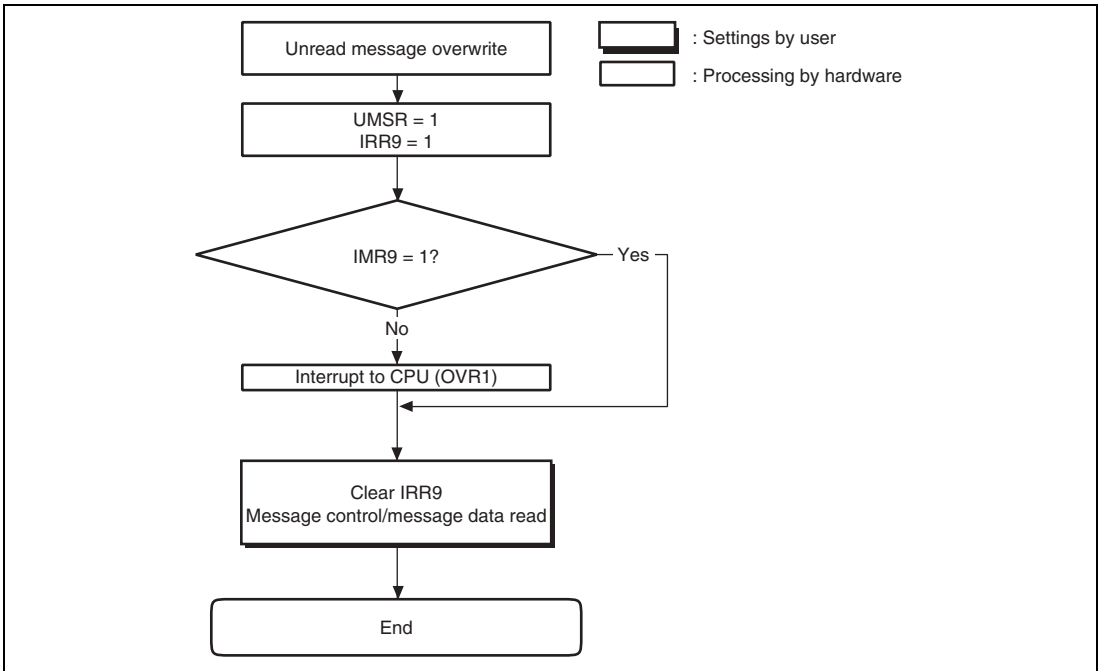 Unread message overwrite
: Settings by user
: Processing by hardware
UMSR = 1
IRR9 = 1
IMR9 = 1?
Yes
No
Interrupt to CPU (OVR1)
Clear IRR9
Message control/message data read
End